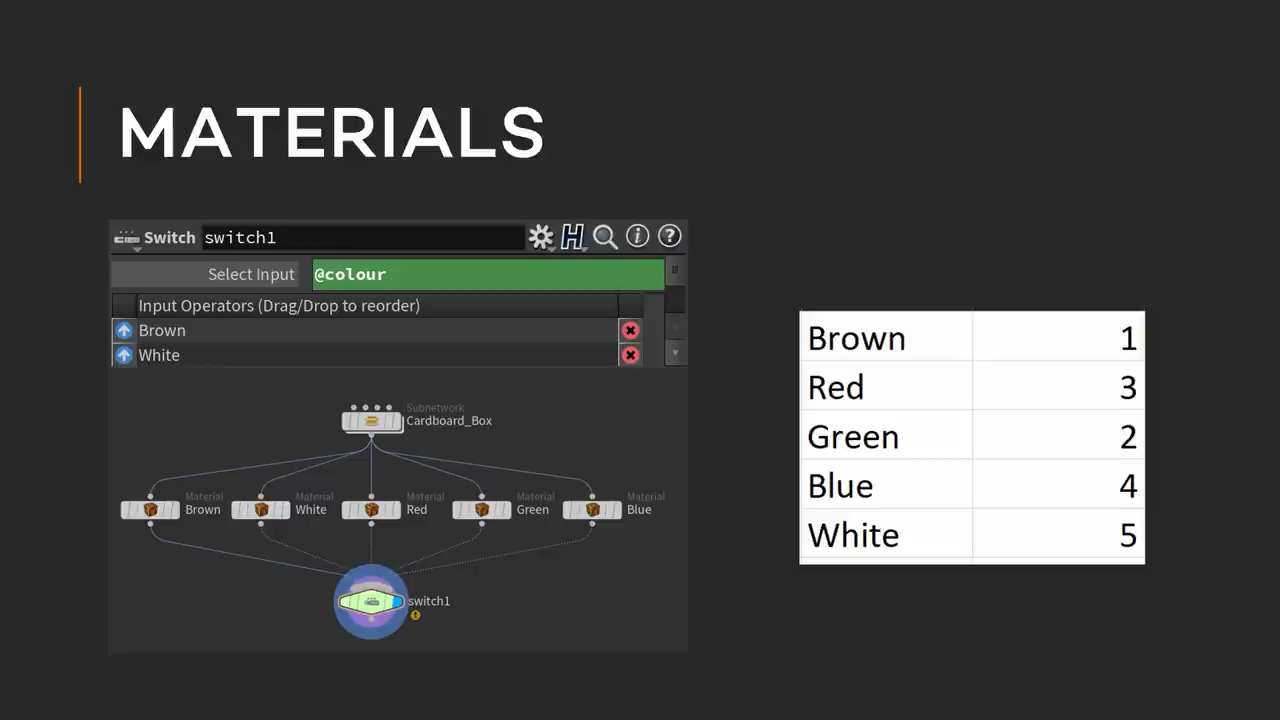 MATERIALS
Switch switch1
Select Input @colour
Input Operators (Drag/Drop to reorder)
Brown
White
Subnetwork
Cardboard_Box
Material Material Material Material Material
Brown White Red Green Blue
switch1
Brown 1
Red 3
Green 2
Blue 4
White 5